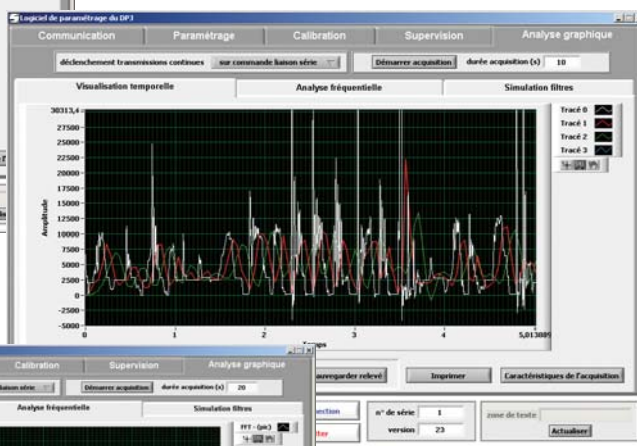 Logiciel de paramétrage du DPJ
Communication Paramétrage Calibration Supervision Analyse graphique
déclenchement transmissions continues sur commande liaison série Démarrer acquisition durée acquisition (s) 10
Visualisation temporelle Analyse fréquentielle Simulation filtres
Tracé 0
Tracé 1
Tracé 2
Tracé 3
Amplitude
30313,4
27500
25000
22500
20000
17500
15000
12500
10000
7500
5000
2500
0
-2500
-5000
0 1 2 3 4 5,013089
Imprimer Caractéristiques de l'acquisition
n° de série 1
version 23
zone de texte
Actualiser
Calibration Supervision Analyse graphique
liaison série Démarrer acquisition durée acquisition (s) 20
Analyse fréquentielle Simulation filtres
FFT - (pic)